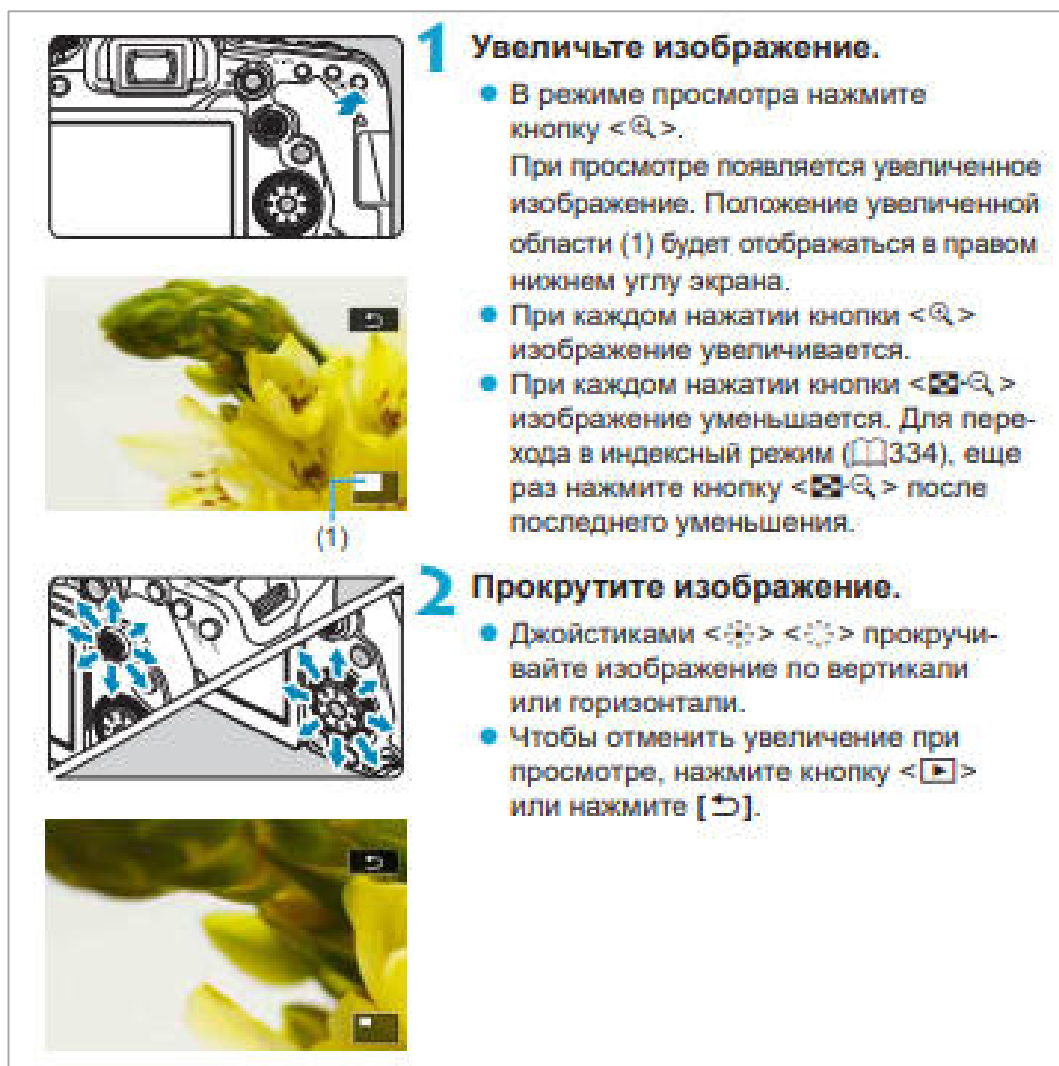 1 Увеличьте изображение.
● В режиме просмотра нажмите
кнопку <🔍>.
При просмотре появляется увеличенное
изображение. Положение увеличенной
области (1) будет отображаться в правом
нижнем углу экрана.
● При каждом нажатии кнопки <🔍>
изображение увеличивается.
● При каждом нажатии кнопки <🔍>
изображение уменьшается. Для пере-
хода в индексный режим (📖334), еще
раз нажмите кнопку <🔍> после
последнего уменьшения.
(1)
2 Прокрутите изображение.
● Джойстиками <> <> прокручи-
вайте изображение по вертикали
или горизонтали.
● Чтобы отменить увеличение при
просмотре, нажмите кнопку <▶>
или нажмите [⮌].